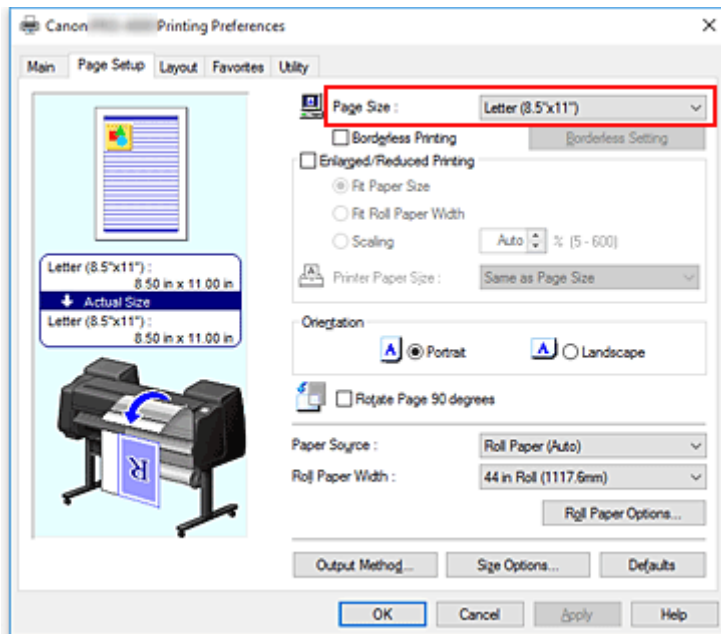 Canon Printing Preferences
Main Page Setup Layout Favorites Utility
Page Size : Letter (8.5"x11")
Borderless Printing Borderless Setting
Enlarged/Reduced Printing
Fit Paper Size
Fit Roll Paper Width
Scaling Auto % (5 - 600)
Printer Paper Size : Same as Page Size
Letter (8.5"x11") :
8.50 in x 11.00 in
Actual Size
Letter (8.5"x11") :
8.50 in x 11.00 in
Orientation
A Portrait A Landscape
Rotate Page 90 degrees
Paper Source : Roll Paper (Auto)
Roll Paper Width : 44 in Roll (1117.6mm)
R
Roll Paper Options...
Output Method... Size Options... Defaults
OK Cancel Apply Help